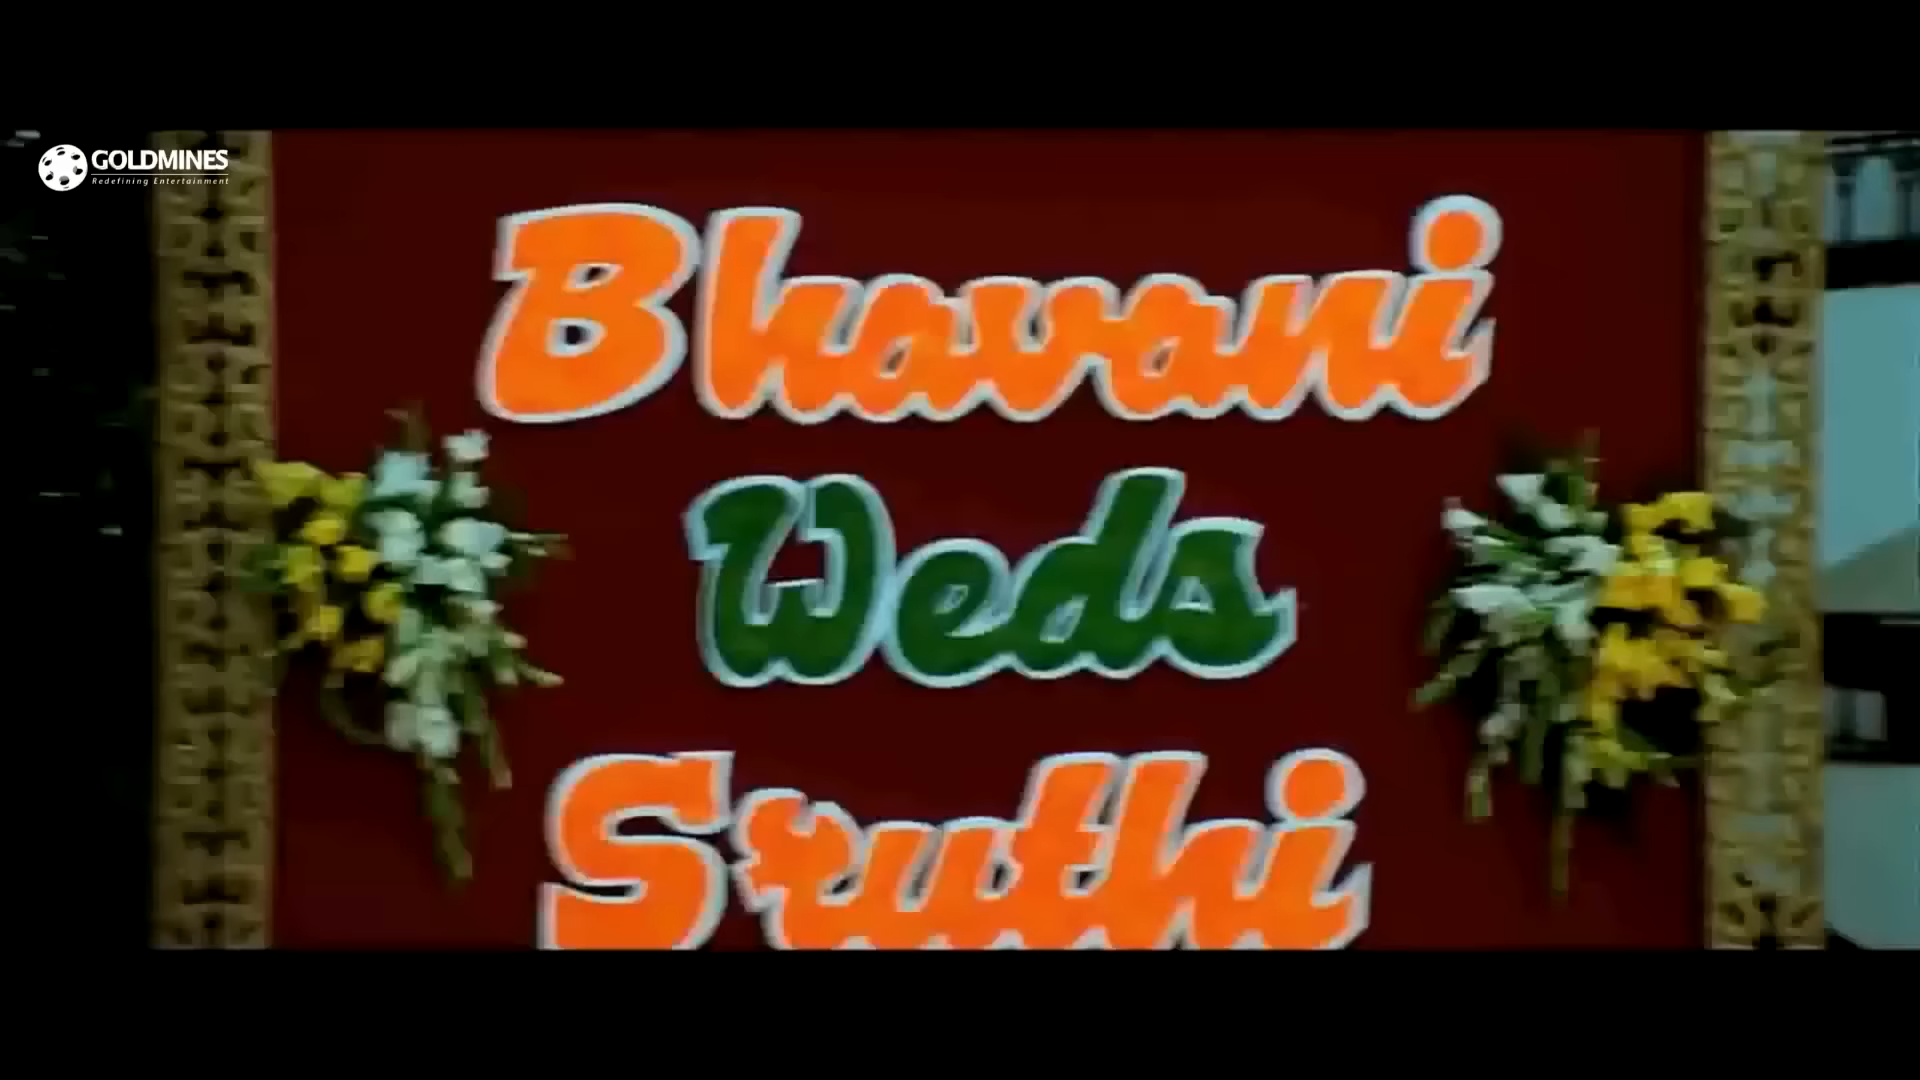 GOLDMINES
Redefining Entertainment
Bhavani
Weds
Sruthi